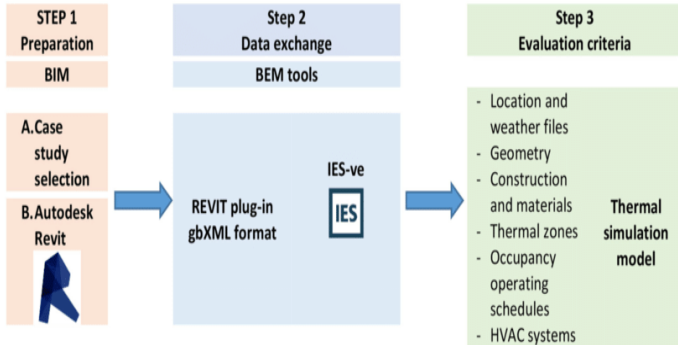 STEP 1
Preparation
BIM
A.Case
study
selection
B.Autodesk
Revit
Step 2
Data exchange
BEM tools
REVIT plug-in
gbXML format
IES-ve
IES
Step 3
Evaluation criteria
- Location and
weather files
- Geometry
- Construction
and materials
- Thermal zones
- Occupancy
operating
schedules
- HVAC systems
Thermal
simulation
model